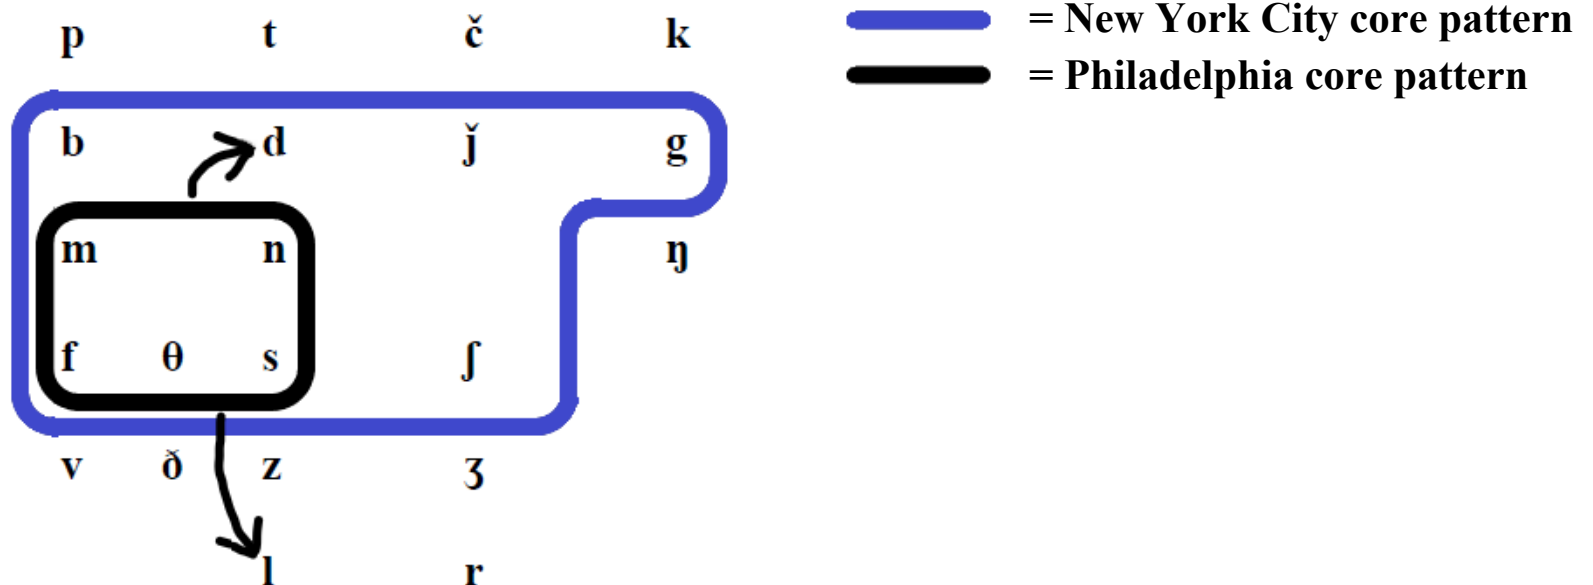 p t č k
= New York City core pattern
= Philadelphia core pattern
b d ǰ g
m n ŋ
f θ s ʃ
v ð z ʒ
l r